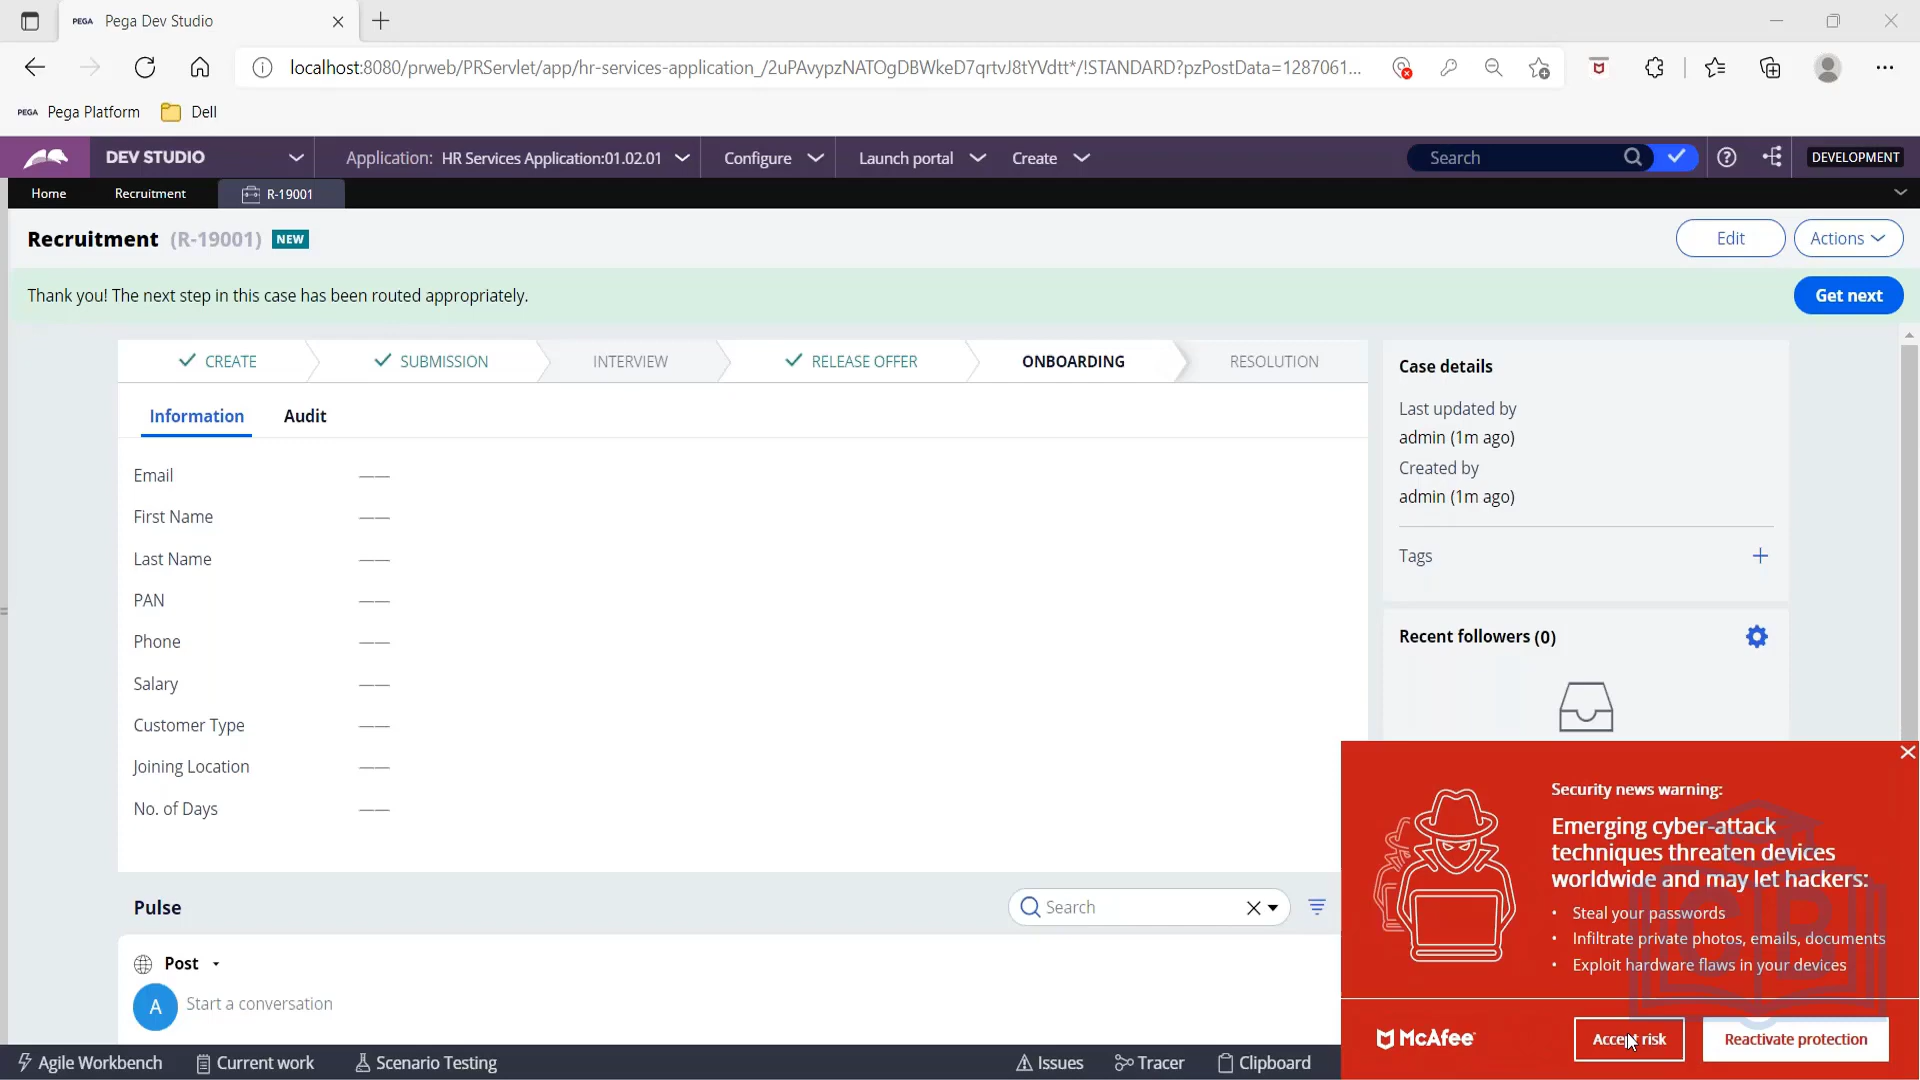 PEGA Pega Dev Studio
localhost:8080/prweb/PRServlet/app/hr-services-application_/2uPAvypzNATOgDBWkeD7qrtvJ8tYVdtt*/!STANDARD?pzPostData=1287061...
PEGA Pega Platform Dell
DEV STUDIO Application: HR Services Application:01.02.01 Configure Launch portal Create Search DEVELOPMENT
Home Recruitment R-19001
Recruitment (R-19001) NEW Edit Actions
Thank you! The next step in this case has been routed appropriately. Get next
CREATE SUBMISSION INTERVIEW RELEASE OFFER ONBOARDING RESOLUTION
Information Audit
Email
First Name
Last Name
PAN
Phone
Salary
Customer Type
Joining Location
No. of Days
Case details
Last updated by
admin (1m ago)
Created by
admin (1m ago)
Tags
Recent followers (0)
Pulse Search
Post
A Start a conversation
Security news warning:
Emerging cyber-attack
techniques threaten devices
worldwide and may let hackers:
• Steal your passwords
• Infiltrate private photos, emails, documents
• Exploit hardware flaws in your devices
McAfee Accept risk Reactivate protection
Agile Workbench Current work Scenario Testing Issues Tracer Clipboard